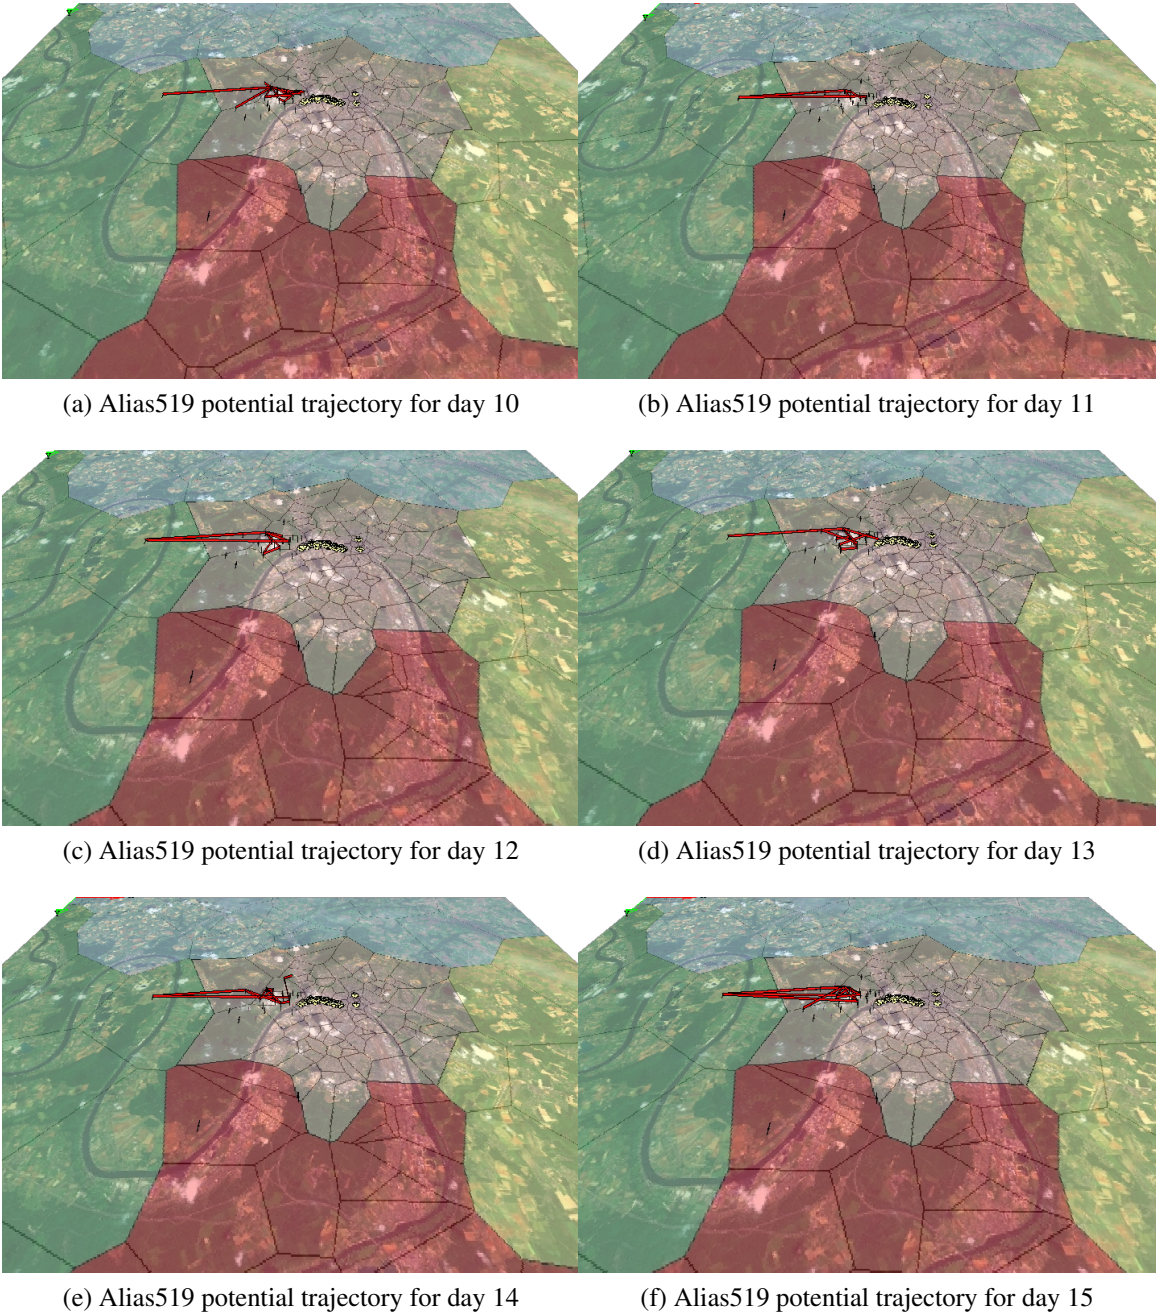 (a) Alias519 potential trajectory for day 10
(b) Alias519 potential trajectory for day 11
(c) Alias519 potential trajectory for day 12
(d) Alias519 potential trajectory for day 13
(e) Alias519 potential trajectory for day 14
(f) Alias519 potential trajectory for day 15